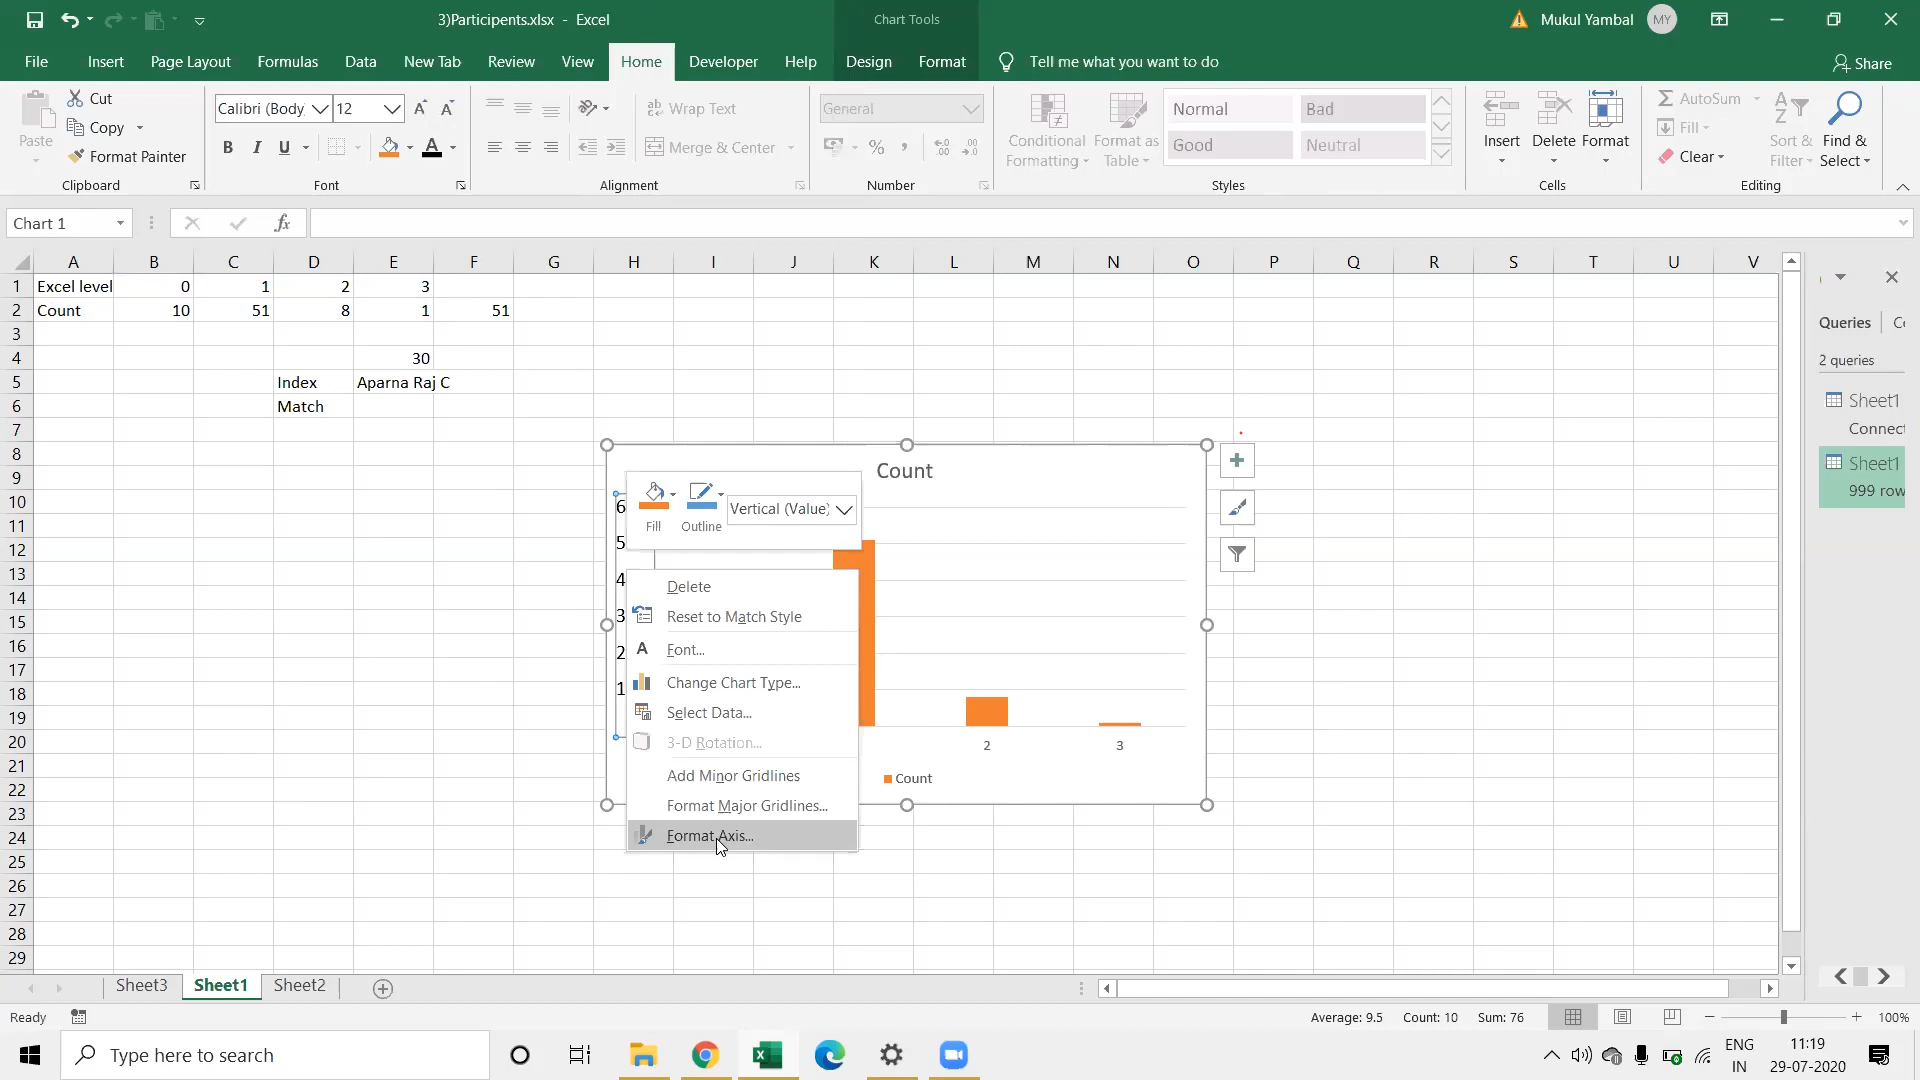 3)Participents.xlsx - Excel
Chart Tools
Mukul Yambal
MY
File Insert Page Layout Formulas Data New Tab Review View Home Developer Help Design Format Tell me what you want to do
Share
Paste
Cut
Copy
Format Painter
Clipboard
Calibri (Body 12
B I U
Font
Wrap Text
Merge & Center
Alignment
General
Number
Conditional Formatting
Format as Table
Normal Bad
Good Neutral
Styles
Insert Delete Format
Cells
AutoSum
Fill
Clear
Sort & Filter
Find & Select
Editing
Chart 1
fx
A B C D E F G H I J K L M N O P Q R S T U V
1 Excel level 0 1 2 3
2 Count 10 51 8 1 51
3
4 30
5 Index Aparna Raj C
6 Match
7
8
9
10
11
12
13
14
15
16
17
18
19
20
21
22
23
24
25
26
27
28
29
Count
6
5
4
3
2
1
2 3
Count
Fill
Outline
Vertical (Value)
Delete
Reset to Match Style
Font...
Change Chart Type...
Select Data...
3-D Rotation...
Add Minor Gridlines
Format Major Gridlines...
Format Axis...
Queries
2 queries
Sheet1
Sheet1
999
Sheet3 Sheet1 Sheet2
Ready
Average: 9.5 Count: 10 Sum: 76
100%
Type here to search
ENG
IN
11:19
29-07-2020